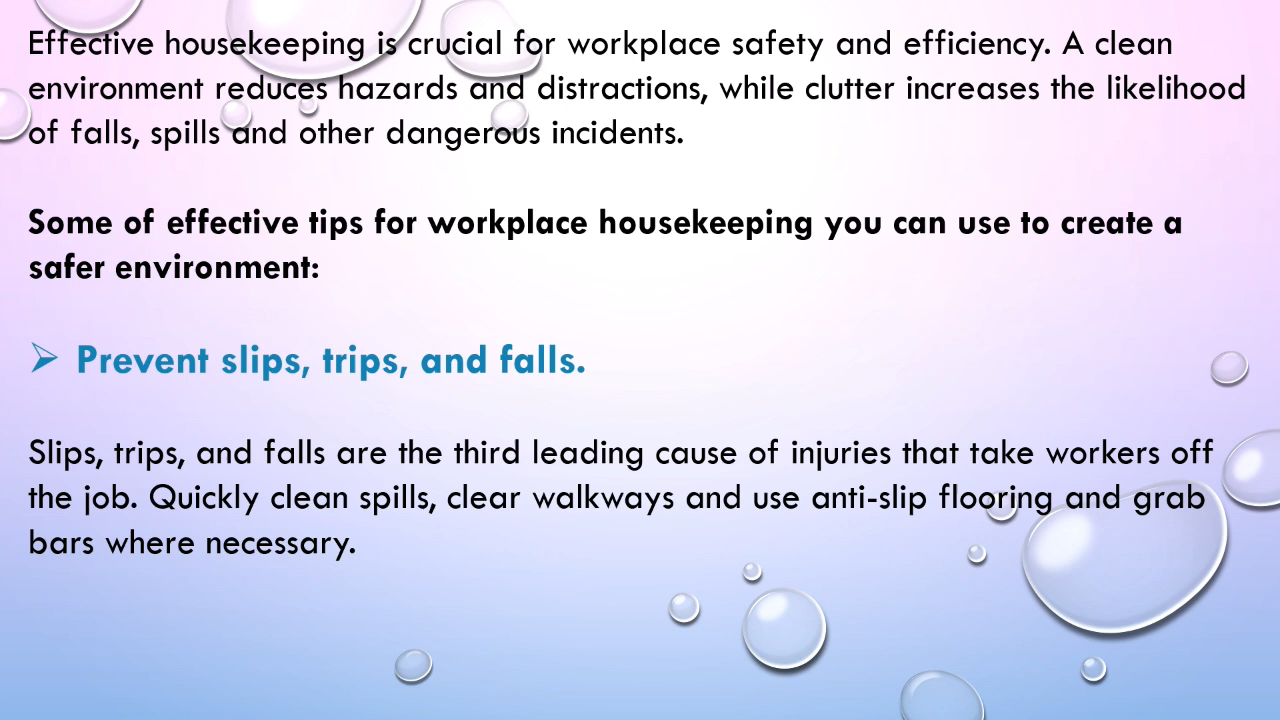 Effective housekeeping is crucial for workplace safety and efficiency. A clean
environment reduces hazards and distractions, while clutter increases the likelihood
of falls, spills and other dangerous incidents.
Some of effective tips for workplace housekeeping you can use to create a
safer environment:
➢ Prevent slips, trips, and falls.
Slips, trips, and falls are the third leading cause of injuries that take workers off
the job. Quickly clean spills, clear walkways and use anti-slip flooring and grab
bars where necessary.